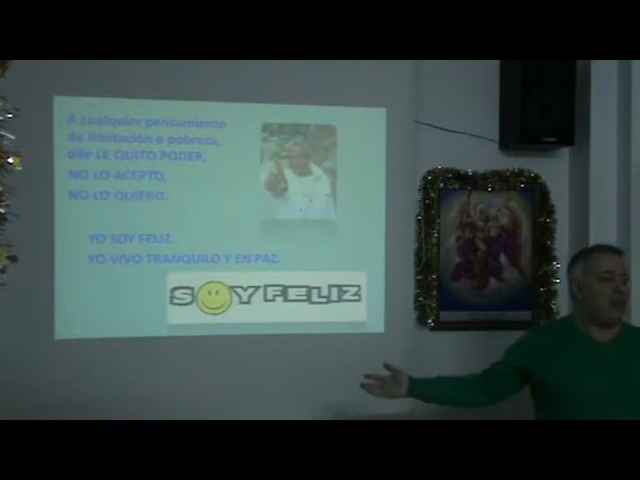 A cualquier pensamiento
de limitación o pobreza,
dile LE QUITO PODER,
NO LO ACEPTO,
NO LO QUIERO.
YO SOY FELIZ.
YO VIVO TRANQUILO Y EN PAZ.
SOY FELIZ